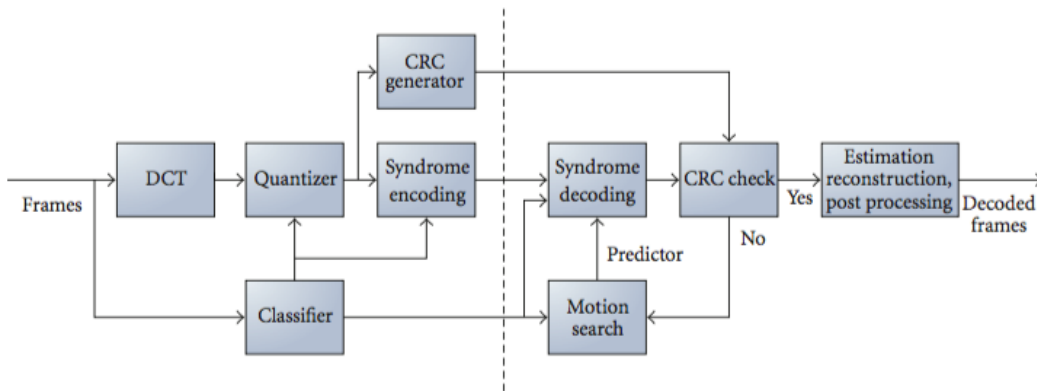 CRC
generator
Frames
DCT
Quantizer
Syndrome
encoding
Classifier
Syndrome
decoding
CRC check
Yes
No
Estimation
reconstruction,
post processing
Decoded
frames
Predictor
Motion
search